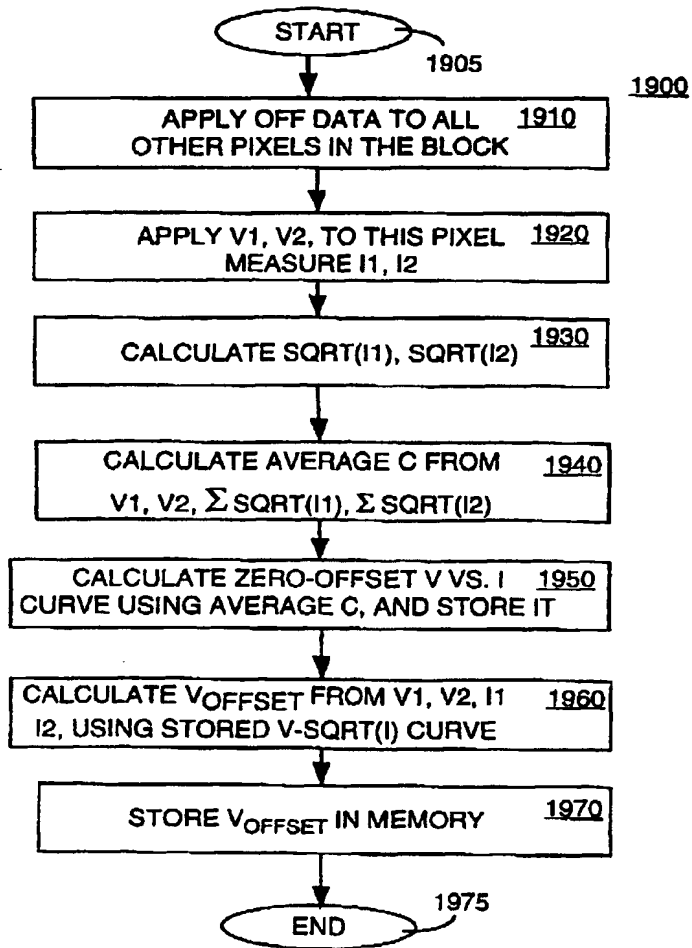 START
1905
1900
APPLY OFF DATA TO ALL 1910
OTHER PIXELS IN THE BLOCK
APPLY V1, V2, TO THIS PIXEL 1920
MEASURE I1, I2
1930
CALCULATE SQRT(I1), SQRT(I2)
CALCULATE AVERAGE C FROM 1940
V1, V2, Σ SQRT(I1), Σ SQRT(I2)
CALCULATE ZERO-OFFSET V VS. I 1950
CURVE USING AVERAGE C, AND STORE IT
CALCULATE VOFFSET FROM V1, V2, I1 1960
I2, USING STORED V-SQRT(I) CURVE
STORE VOFFSET IN MEMORY 1970
1975
END